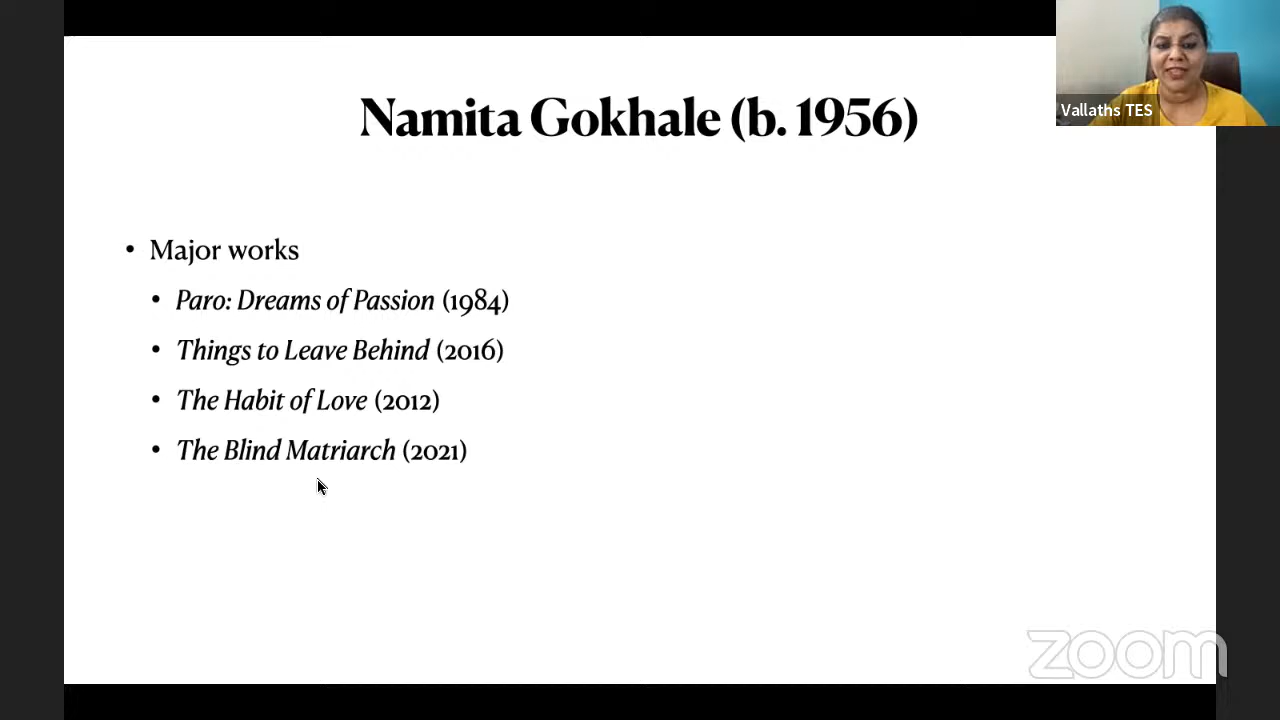 Namita Gokhale (b. 1956)
Vallaths TES
• Major works
• Paro: Dreams of Passion (1984)
• Things to Leave Behind (2016)
• The Habit of Love (2012)
• The Blind Matriarch (2021)
zoom